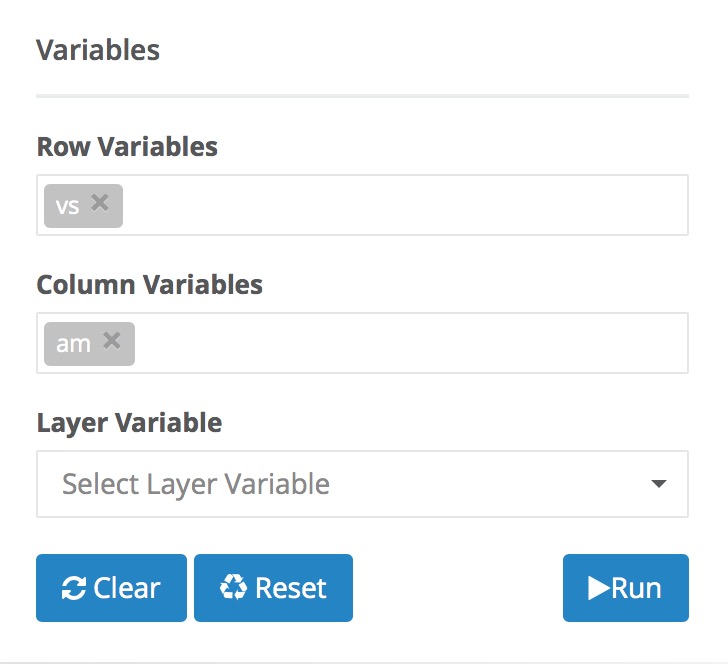 Variables
Row Variables
vs
Column Variables
am
Layer Variable
Select Layer Variable
Clear Reset Run